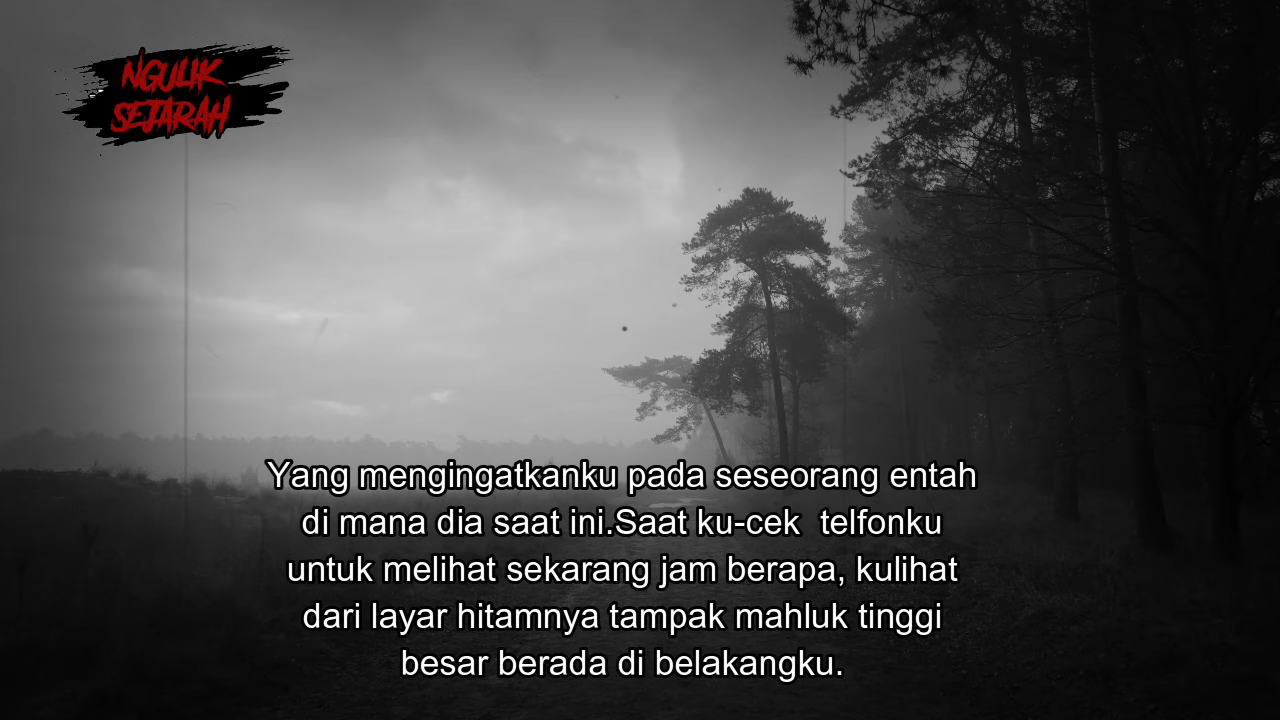 NGULIK
SEJARAH
Yang mengingatkanku pada seseorang entah
di mana dia saat ini.Saat ku-cek  telfonku
untuk melihat sekarang jam berapa, kulihat
dari layar hitamnya tampak mahluk tinggi
besar berada di belakangku.